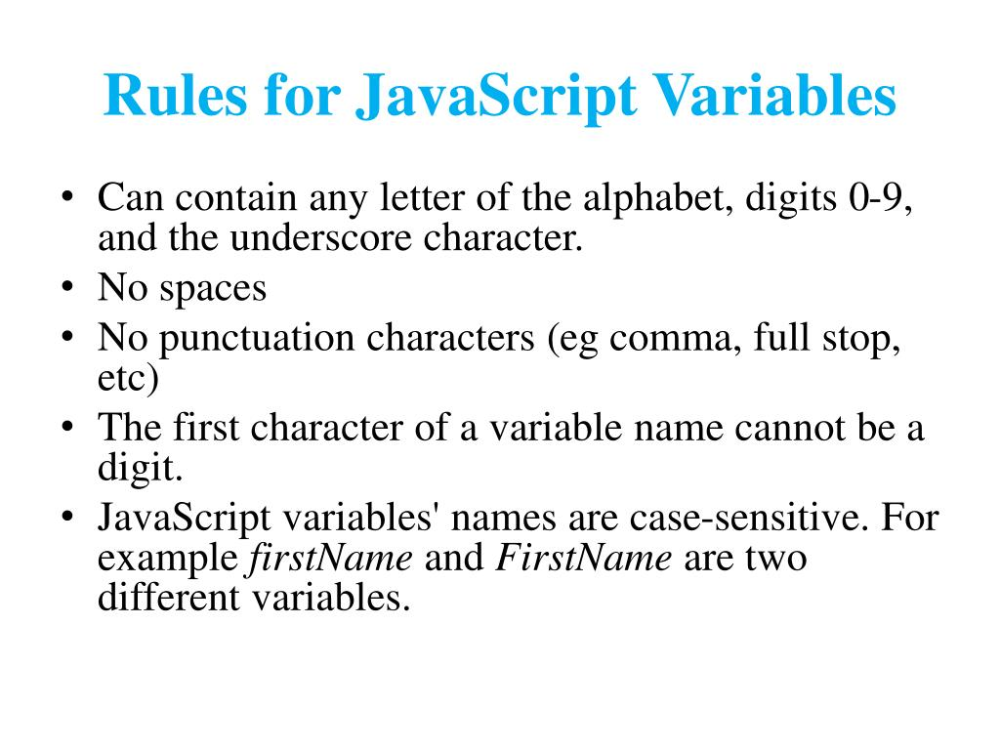 Rules for JavaScript Variables
• Can contain any letter of the alphabet, digits 0-9,
and the underscore character.
• No spaces
• No punctuation characters (eg comma, full stop,
etc)
• The first character of a variable name cannot be a
digit.
• JavaScript variables' names are case-sensitive. For
example firstName and FirstName are two
different variables.